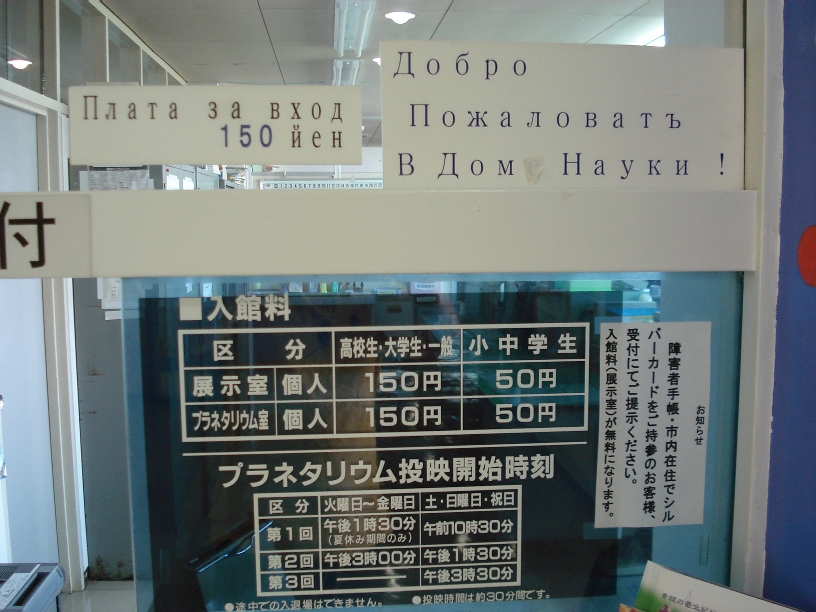 Плата за вход
150 йен
Добро
Пожаловатъ
В Дом Науки !
付
■入館料
区 分 高校生・大学生・一般 小中学生
展示室 個人 150円 50円
プラネタリウム室 個人 150円 50円
プラネタリウム投映開始時刻
区 分 火曜日～金曜日 土・日曜日・祝日
第1回 午後1時30分 午前10時30分
(夏休み期間のみ)
第2回 午後3時00分 午後1時30分
第3回 ―― 午後3時30分
●途中での入退場はできません。 ●投映時間は約30分間です。
お知らせ
障害者手帳・市内在住でシル
バーカードをご持参のお客様、
受付にてご提示ください。
入館料(展示室)が無料になります。